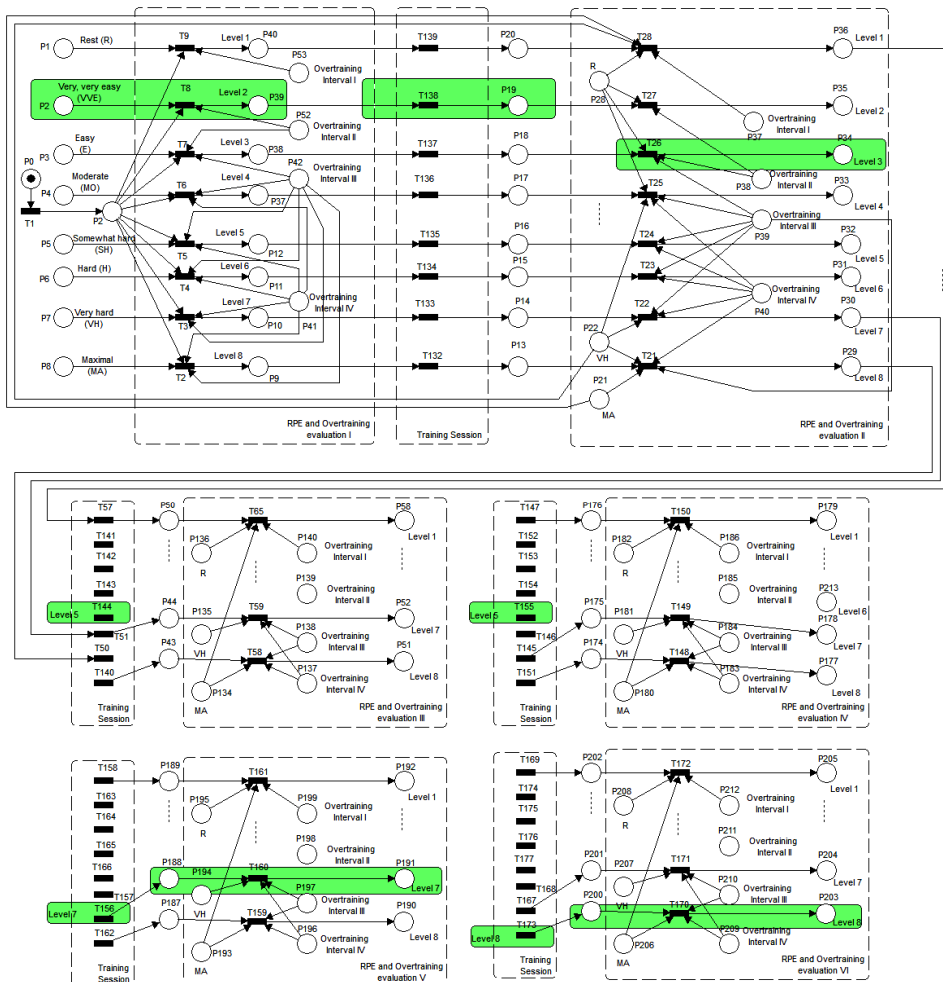 P1 Rest (R) T9 Level 1 P40 T139 P20 T28 P36 Level 1
P53
Overtraining
Interval I
Very, very easy
(VVE)
P2 T8 Level 2 P39 T138 P19 R P28 T27 P35 Level 2
P52
Overtraining
Interval II
P37
Overtraining
Interval I
Easy
(E)
P3 T7 Level 3 P38 T137 P18 T26 P34 Level 3
P0
P42
Overtraining
Interval III
P38
Overtraining
Interval II
Moderate
(MO)
P4 T6 Level 4 P37 T136 P17 T25 P33 Level 4
T1 P2
Overtraining
Interval III
P39
P5 Somewhat hard
(SH)
T5 Level 5 P12 T135 P16 T24 P32 Level 5
P6 Hard (H) T4 Level 6 P11 T134 P15 T23 P31 Level 6
Overtraining
Interval IV
P41
Overtraining
Interval IV
P40
P7 Very hard
(VH)
T3 Level 7 P10 T133 P14 T22 P30 Level 7
P22
VH
P8 Maximal
(MA)
T2 Level 8 P9 T132 P13 T21 P29 Level 8
P21
MA
RPE and Overtraining
evaluation I
Training Session
RPE and Overtraining
evaluation II
T57 P50 T65 P58 Level 1
T141
T142
P136
R
P140
Overtraining
Interval I
T143
P139
Overtraining
Interval II
Level 5 T144 P44 P135 T59 P52 Level 7
T51
VH
P138
Overtraining
Interval III
T50 P43 T58 P51 Level 8
T140
P134
MA
P137
Overtraining
Interval IV
Training
Session
RPE and Overtraining
evaluation III
T147 P176 T150 P179 Level 1
T152
T153
P182
R
P186
Overtraining
Interval I
T154
P185
Overtraining
Interval II
P213
Level 6
Level 5 T155 P175 P181 T149 P178 Level 7
T146
VH
P184
Overtraining
Interval III
T145 P174 T148 P177 Level 8
T151
P180
MA
P183
Overtraining
Interval IV
Training
Session
RPE and Overtraining
evaluation IV
T158 P189 T161 P192 Level 1
T163
T164
P195
R
P199
Overtraining
Interval I
T165
P198
Overtraining
Interval II
T166 P188 P194 T160 P191 Level 7
T157
VH
P197
Overtraining
Interval III
Level 7 T156 P187 T159 P190 Level 8
T162
P193
MA
P196
Overtraining
Interval IV
Training
Session
RPE and Overtraining
evaluation V
T169 P202 T172 P205 Level 1
T174
T175
P208
R
P212
Overtraining
Interval I
T176
P211
Overtraining
Interval II
T177 P201 P207 T171 P204 Level 7
T168
VH
P210
Overtraining
Interval III
T167 P200 T170 P203 Level 8
Level 8 T173
P206
MA
P209
Overtraining
Interval IV
Training
Session
RPE and Overtraining
evaluation VI